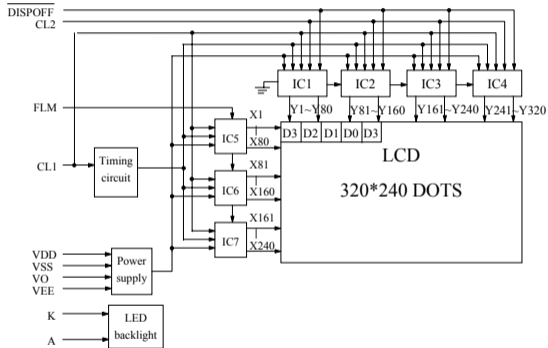 DISPOFF
CL2
IC1 IC2 IC3 IC4
Y1~Y80 Y81~Y160 Y161~Y240 Y241~Y320
FLM
X1
IC5
X80
D3 D2 D1 D0 D3
LCD
320*240 DOTS
CL1
Timing
circuit
X81
IC6
X160
X161
IC7
X240
VDD
VSS
VO
VEE
Power
supply
K
A
LED
backlight